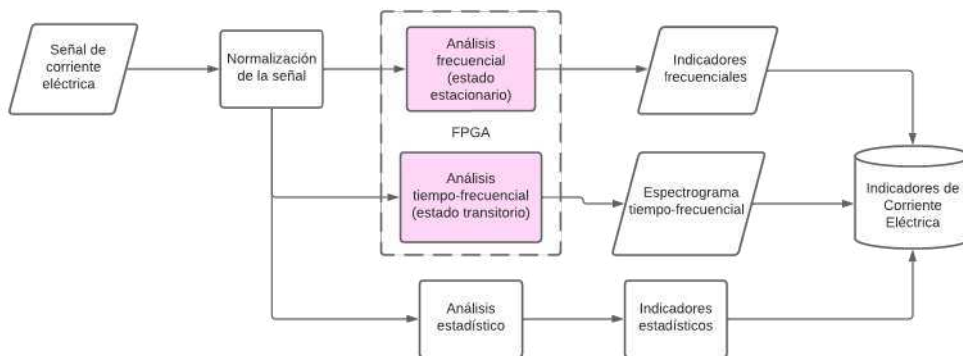 Señal de
corriente
eléctrica
Normalización
de la señal
Análisis
frecuencial
(estado
estacionario)
FPGA
Análisis
tiempo-frecuencial
(estado transitorio)
Análisis
estadístico
Indicadores
frecuenciales
Espectrograma
tiempo-frecuencial
Indicadores
estadísticos
Indicadores de
Corriente
Eléctrica